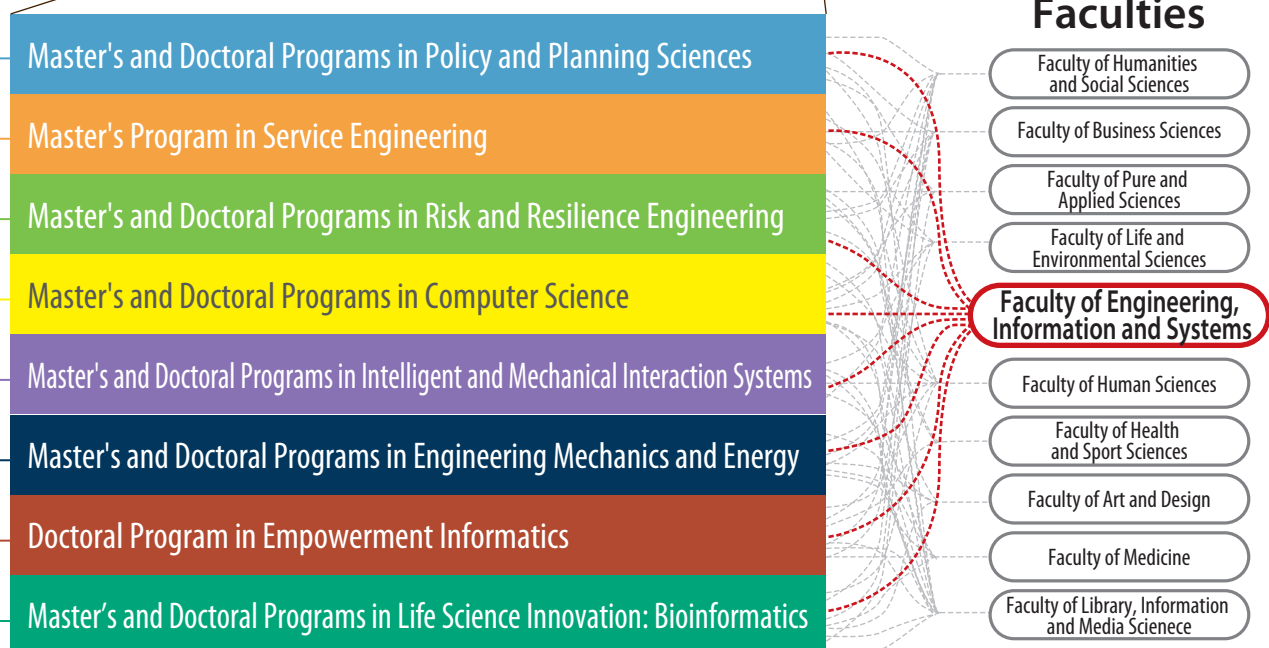 Master's and Doctoral Programs in Policy and Planning Sciences
Master's Program in Service Engineering
Master's and Doctoral Programs in Risk and Resilience Engineering
Master's and Doctoral Programs in Computer Science
Master's and Doctoral Programs in Intelligent and Mechanical Interaction Systems
Master's and Doctoral Programs in Engineering Mechanics and Energy
Doctoral Program in Empowerment Informatics
Master’s and Doctoral Programs in Life Science Innovation: Bioinformatics
Faculties
Faculty of Humanities
and Social Sciences
Faculty of Business Sciences
Faculty of Pure and
Applied Sciences
Faculty of Life and
Environmental Sciences
Faculty of Engineering,
Information and Systems
Faculty of Human Sciences
Faculty of Health
and Sport Sciences
Faculty of Art and Design
Faculty of Medicine
Faculty of Library, Information
and Media Scienece